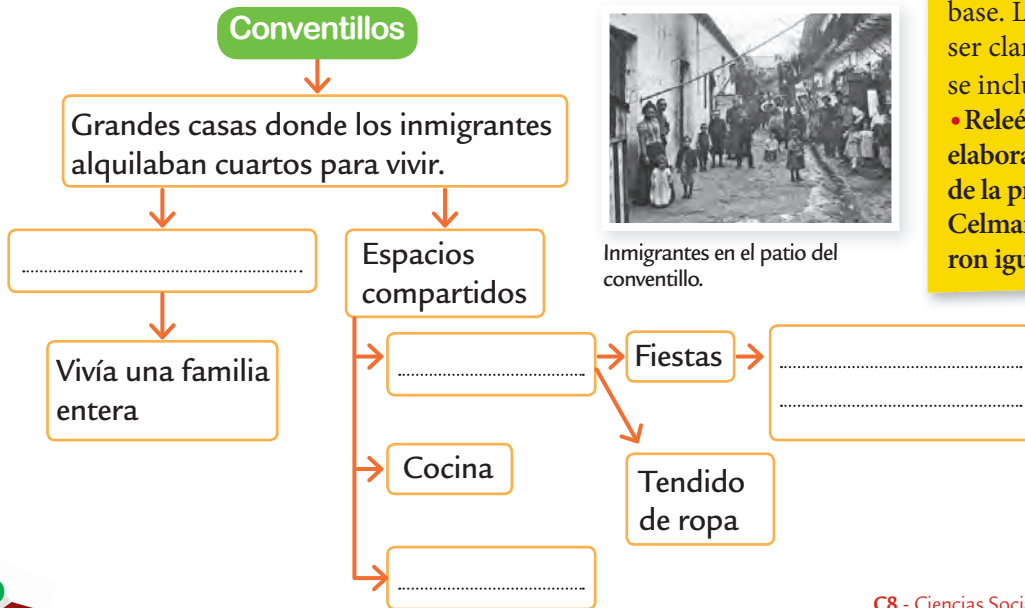 Conventillos
Grandes casas donde los inmigrantes
alquilaban cuartos para vivir.
Espacios
compartidos
Vivía una familia
entera
Fiestas
Cocina
Tendido
de ropa
Inmigrantes en el patio del
conventillo.
base. L
ser clar
se inclu
•Releé
elabora
de la pr
Celma
ron igu
C8 - Ciencias Soci